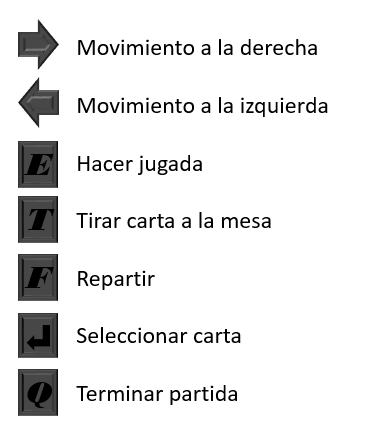 Movimiento a la derecha
Movimiento a la izquierda
E Hacer jugada
T Tirar carta a la mesa
F Repartir
Seleccionar carta
Q Terminar partida